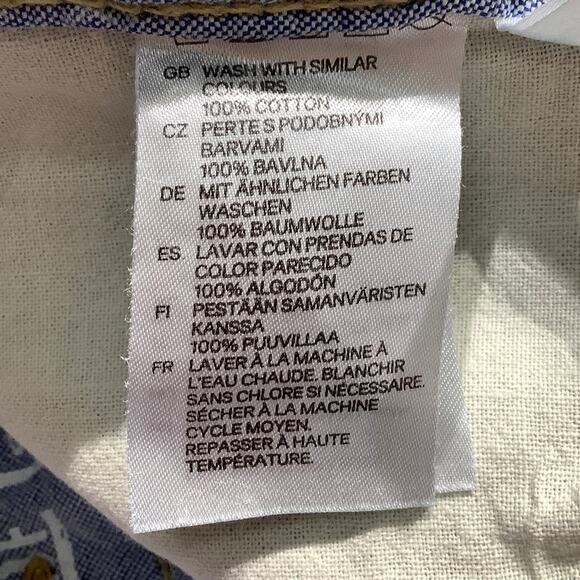 GB WASH WITH SIMILAR
COLOURS
100% COTTON
CZ PERTE S PODOBNÝMI
BARVAMI
100% BAVLNA
DE MIT ÄHNLICHEN FARBEN
WASCHEN
100% BAUMWOLLE
ES LAVAR CON PRENDAS DE
COLOR PARECIDO
100% ALGODÓN
FI PESTÄÄN SAMANVÄRISTEN
KANSSA
100% PUUVILLAA
FR LAVER À LA MACHINE À
L'EAU CHAUDE. BLANCHIR
SANS CHLORE SI NÉCESSAIRE.
SÉCHER À LA MACHINE
CYCLE MOYEN.
REPASSER À HAUTE
TEMPÉRATURE.